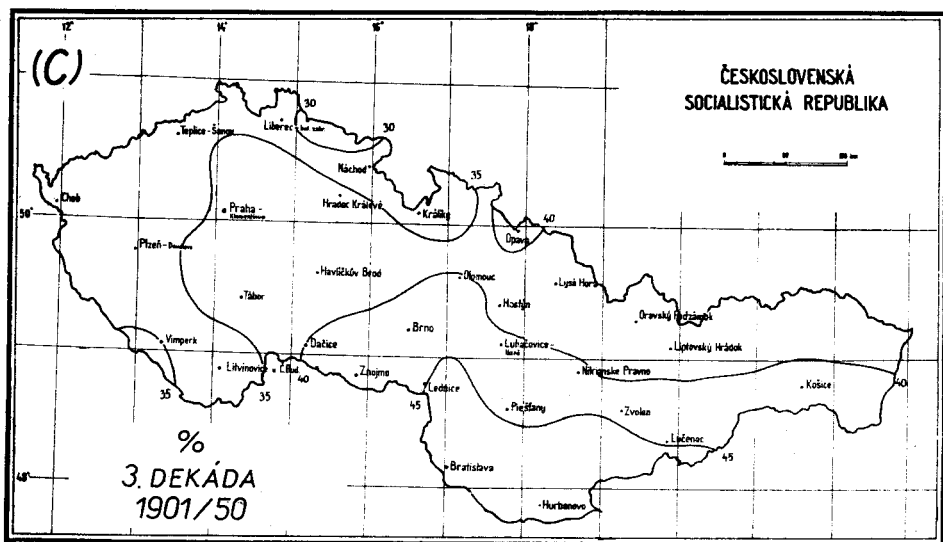 12°
14°
16°
18°
(C)
ČESKOSLOVENSKÁ
SOCIALISTICKÁ REPUBLIKA
30
Liberec
30
Teplice - Šanov
Náchod
35
Cheb
50°
Praha -
Hradec Králové
Králíky
40
Opava
Plzeň -
Havlíčkův Brod
Olomouc
Lysá Hora
Tábor
Hostýn
Oravský Podzámok
Brno
Vimperk
Dačice
Luhačovice
Liptovský Hrádok
Litvínovice
Č. Bud.
40
Znojmo
Nitrianske Pravno
Košice
40
35
35
45
Lednice
Piešťany
Zvolen
Lučenec
45
%
Bratislava
3. DEKÁDA
48°
1901/50
Hurbanovo